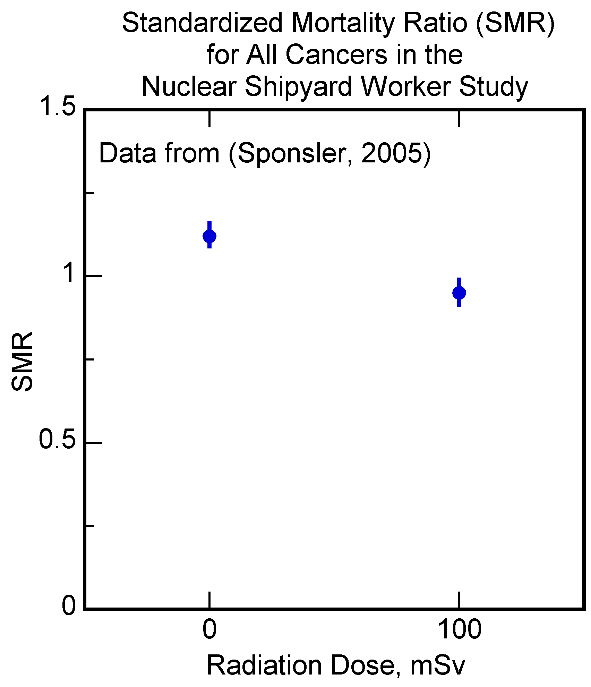 Standardized Mortality Ratio (SMR)
for All Cancers in the
Nuclear Shipyard Worker Study
1.5
Data from (Sponsler, 2005)
1
SMR
0.5
0
0 100
Radiation Dose, mSv